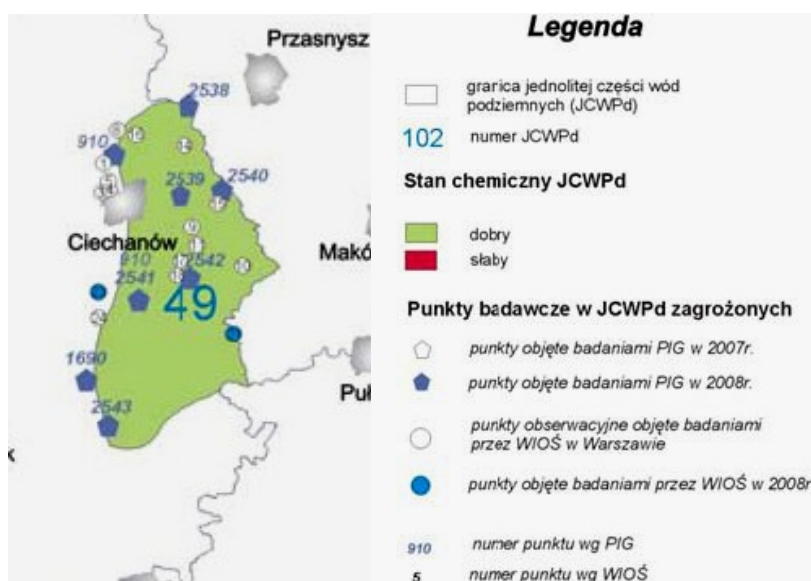 Przasnysz
2538
910
2539
2540
Ciechanów
910
2542
2541
49
Makó
1690
2543
Puł
k
24
Legenda
granica jednolitej części wód
podziemnych (JCWPd)
102
numer JCWPd
Stan chemiczny JCWPd
dobry
słaby
Punkty badawcze w JCWPd zagrożonych
punkty objęte badaniami PIG w 2007r.
punkty objęte badaniami PIG w 2008r.
punkty obserwacyjne objęte badaniami
przez WIOŚ w Warszawie
punkty objęte badaniami przez WIOŚ w 2008r
910
numer punktu wg PIG
5
numer punktu wg WIOŚ